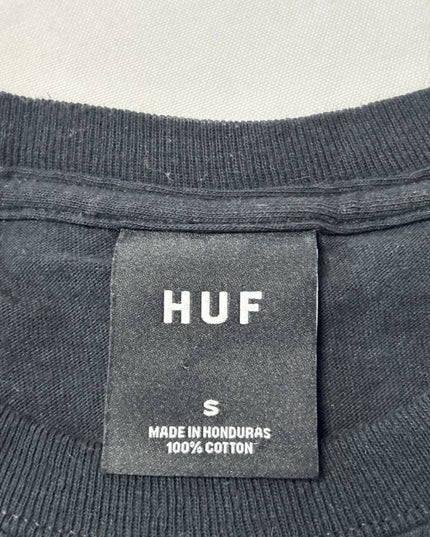 HUF
S
MADE IN HONDURAS
100% COTTON